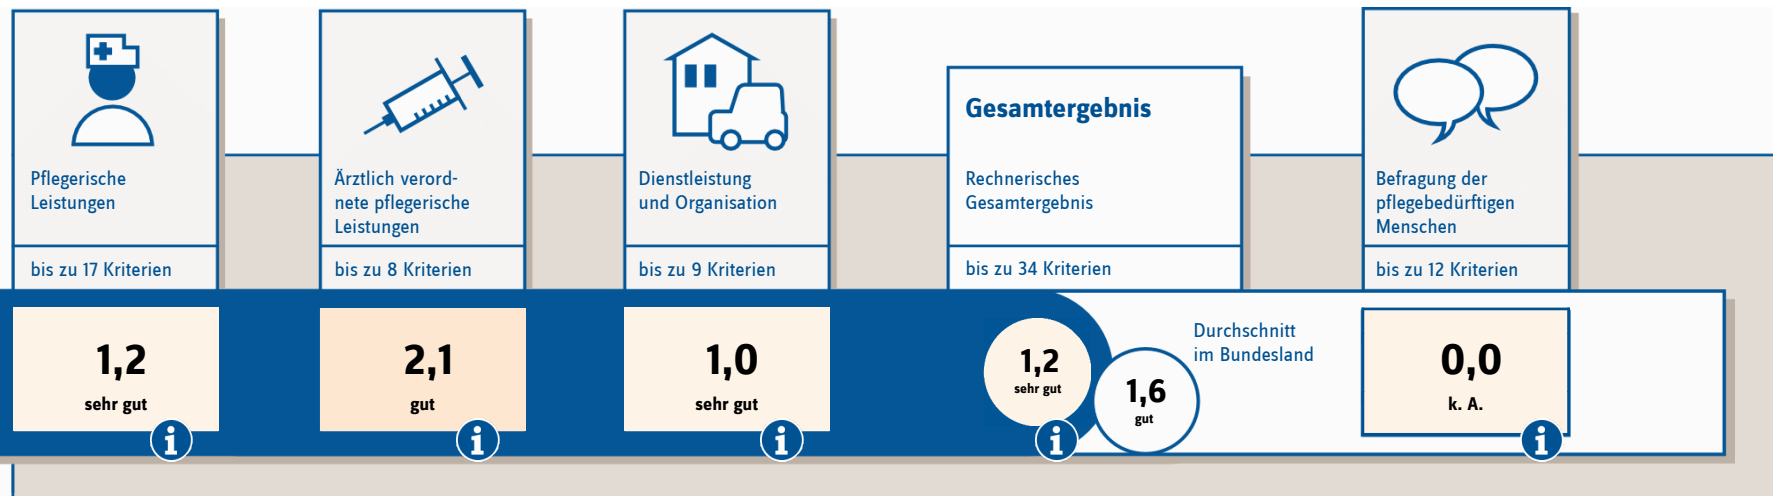 Pflegerische
Leistungen
bis zu 17 Kriterien
1,2
sehr gut
i
Ärztlich verord-
nete pflegerische
Leistungen
bis zu 8 Kriterien
2,1
gut
i
Dienstleistung
und Organisation
bis zu 9 Kriterien
1,0
sehr gut
i
Gesamtergebnis
Rechnerisches
Gesamtergebnis
bis zu 34 Kriterien
1,2
sehr gut
i
Durchschnitt
im Bundesland
1,6
gut
Befragung der
pflegebedürftigen
Menschen
bis zu 12 Kriterien
0,0
k. A.
i